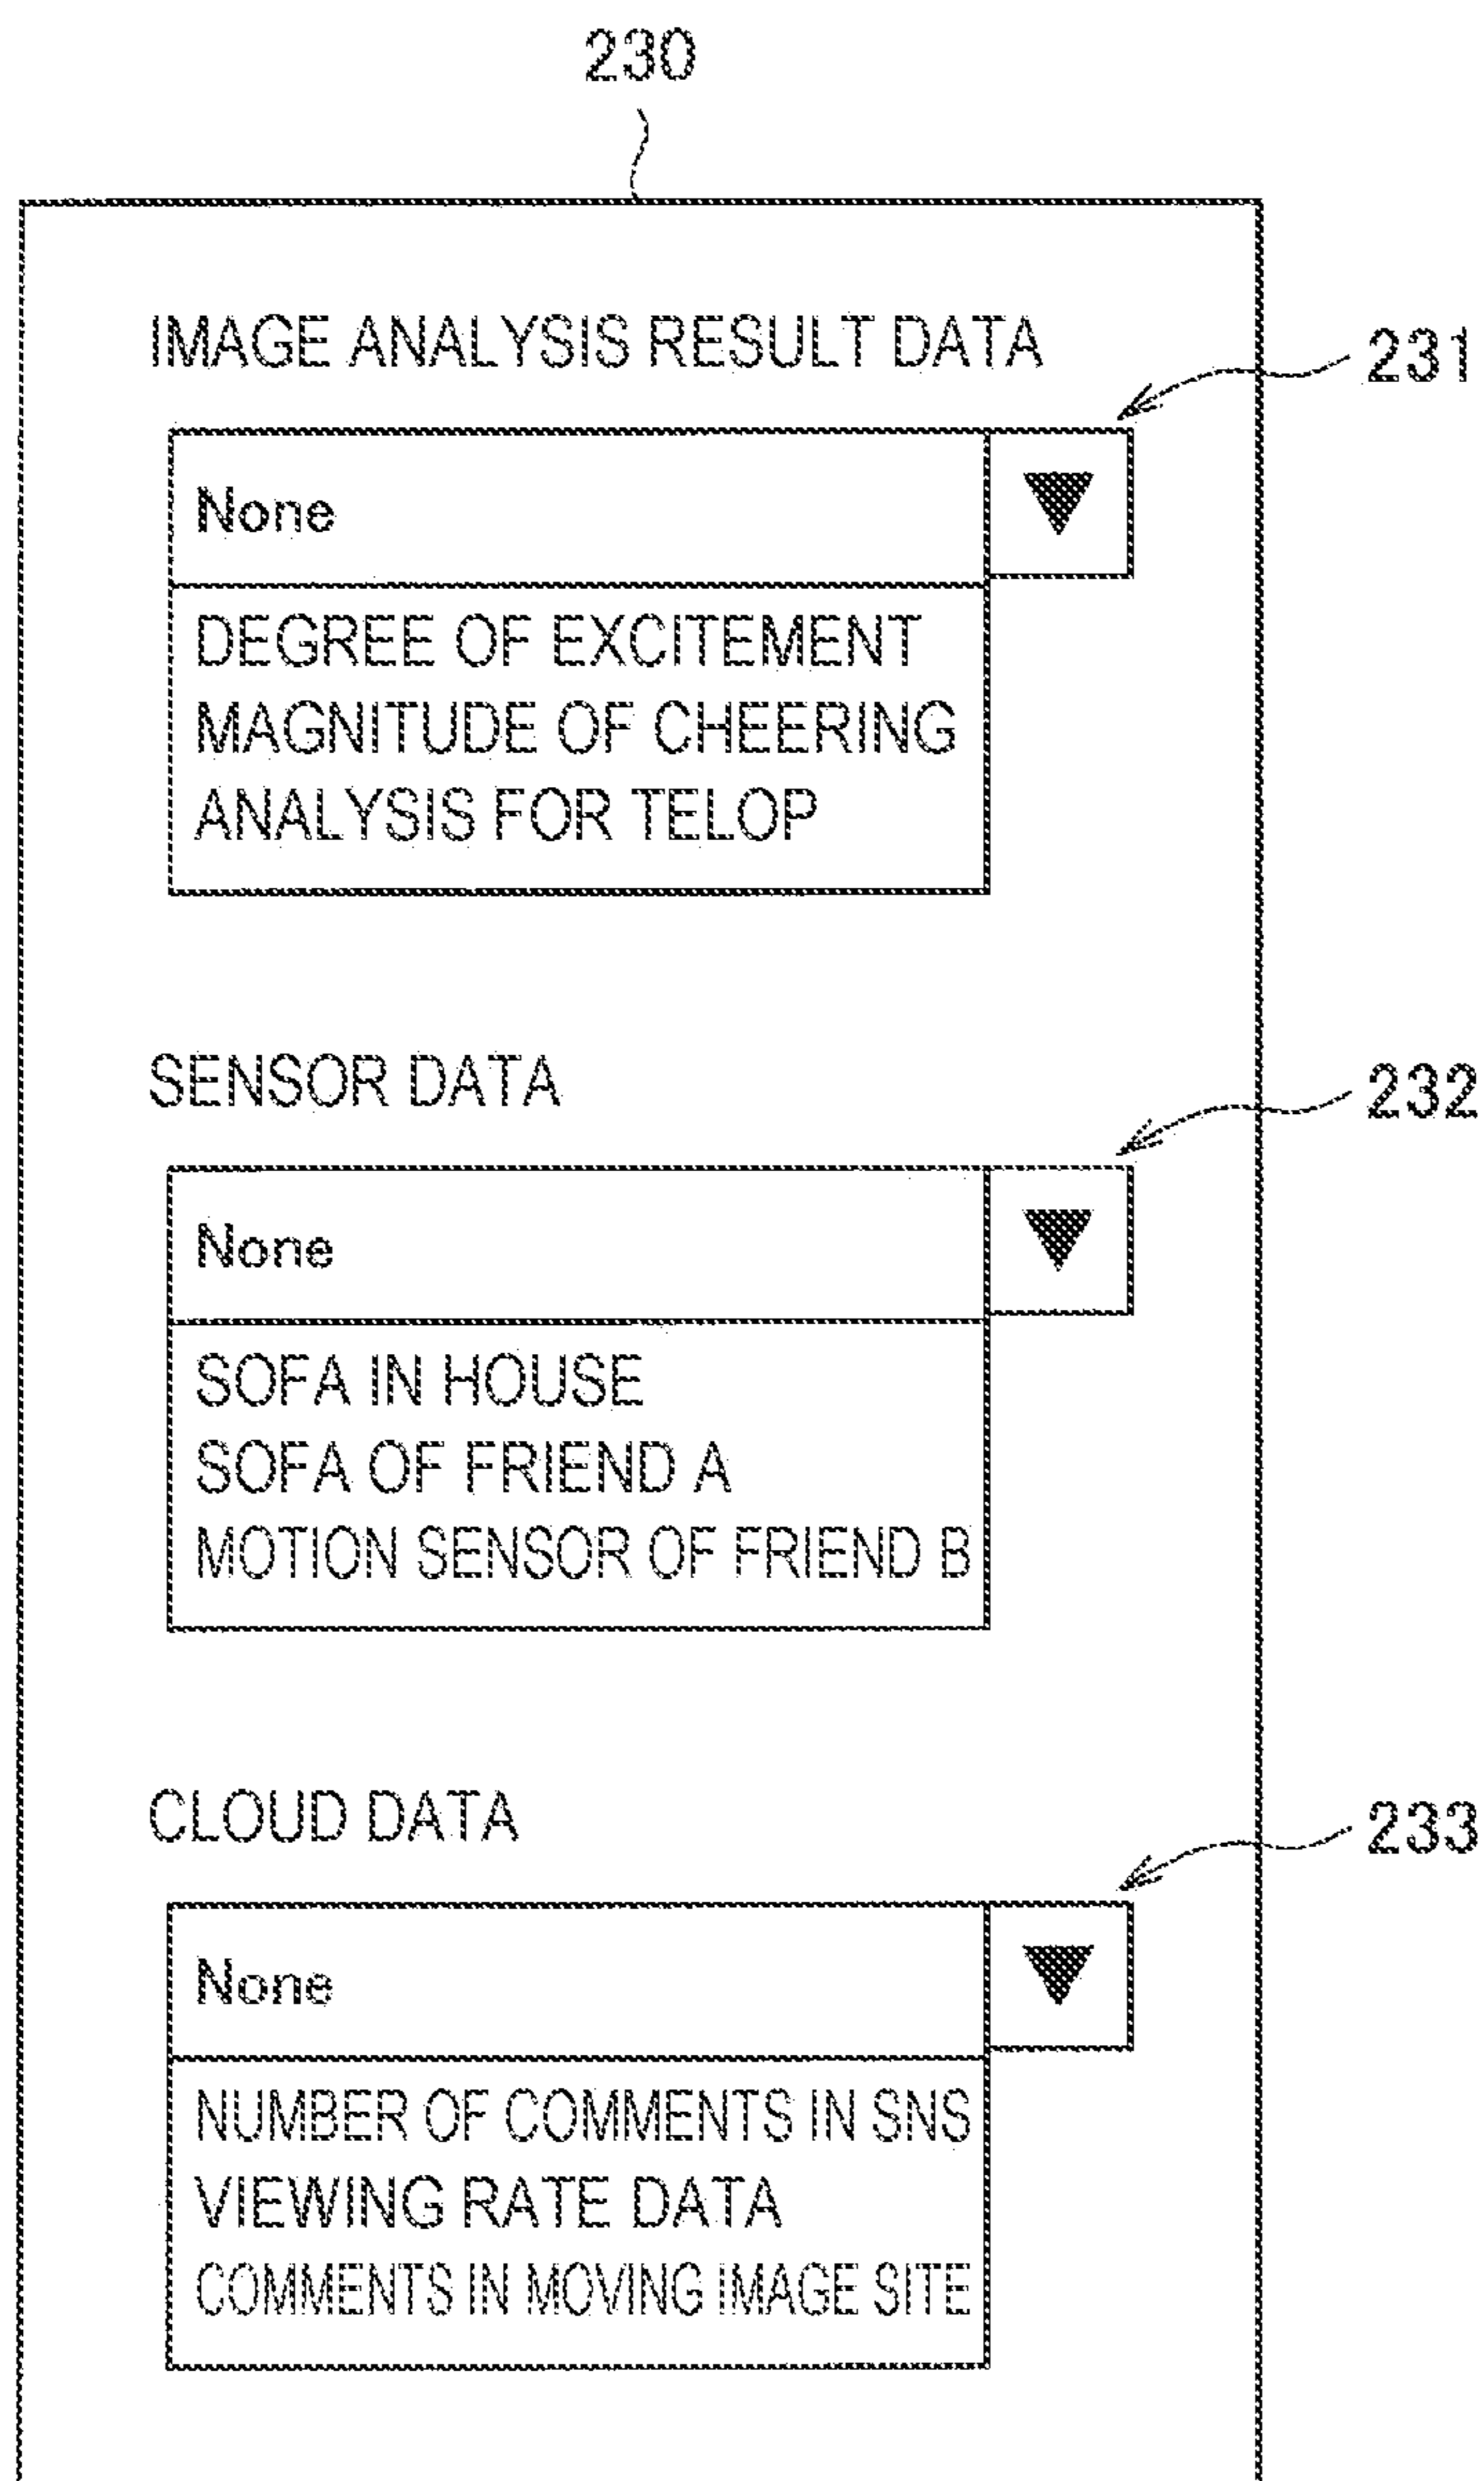 230
IMAGE ANALYSIS RESULT DATA
231
None
DEGREE OF EXCITEMENT
MAGNITUDE OF CHEERING
ANALYSIS FOR TELOP
SENSOR DATA
232
None
SOFA IN HOUSE
SOFA OF FRIEND A
MOTION SENSOR OF FRIEND B
CLOUD DATA
233
None
NUMBER OF COMMENTS IN SNS
VIEWING RATE DATA
COMMENTS IN MOVING IMAGE SITE